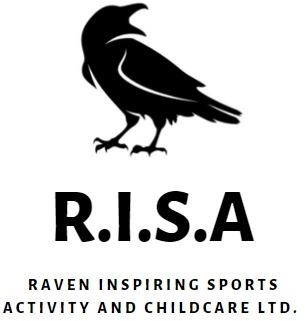 R.I.S.A
RAVEN INSPIRING SPORTS
ACTIVITY AND CHILDCARE LTD.